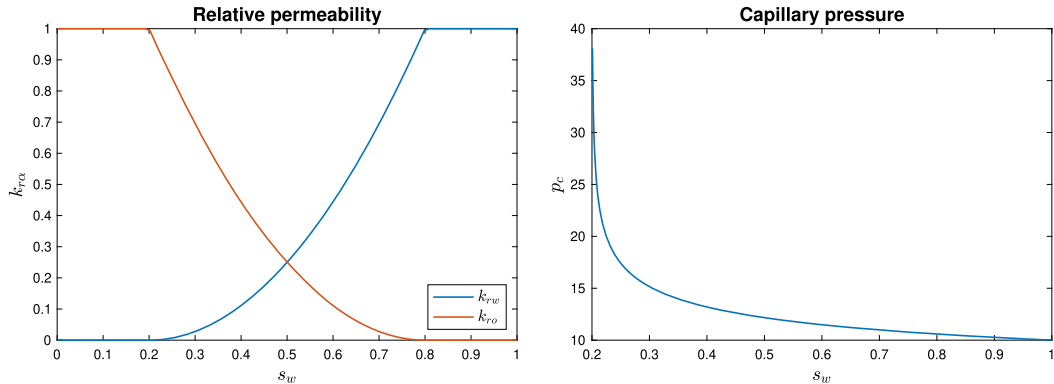 Relative permeability
1
0.9
0.8
0.7
0.6
0.5
0.4
0.3
0.2
0.1
0
k_{rα}
0 0.1 0.2 0.3 0.4 0.5 0.6 0.7 0.8 0.9 1
s_w
k_{rw}
k_{ro}
Capillary pressure
40
35
30
25
20
15
10
p_c
0.2 0.3 0.4 0.5 0.6 0.7 0.8 0.9 1
s_w